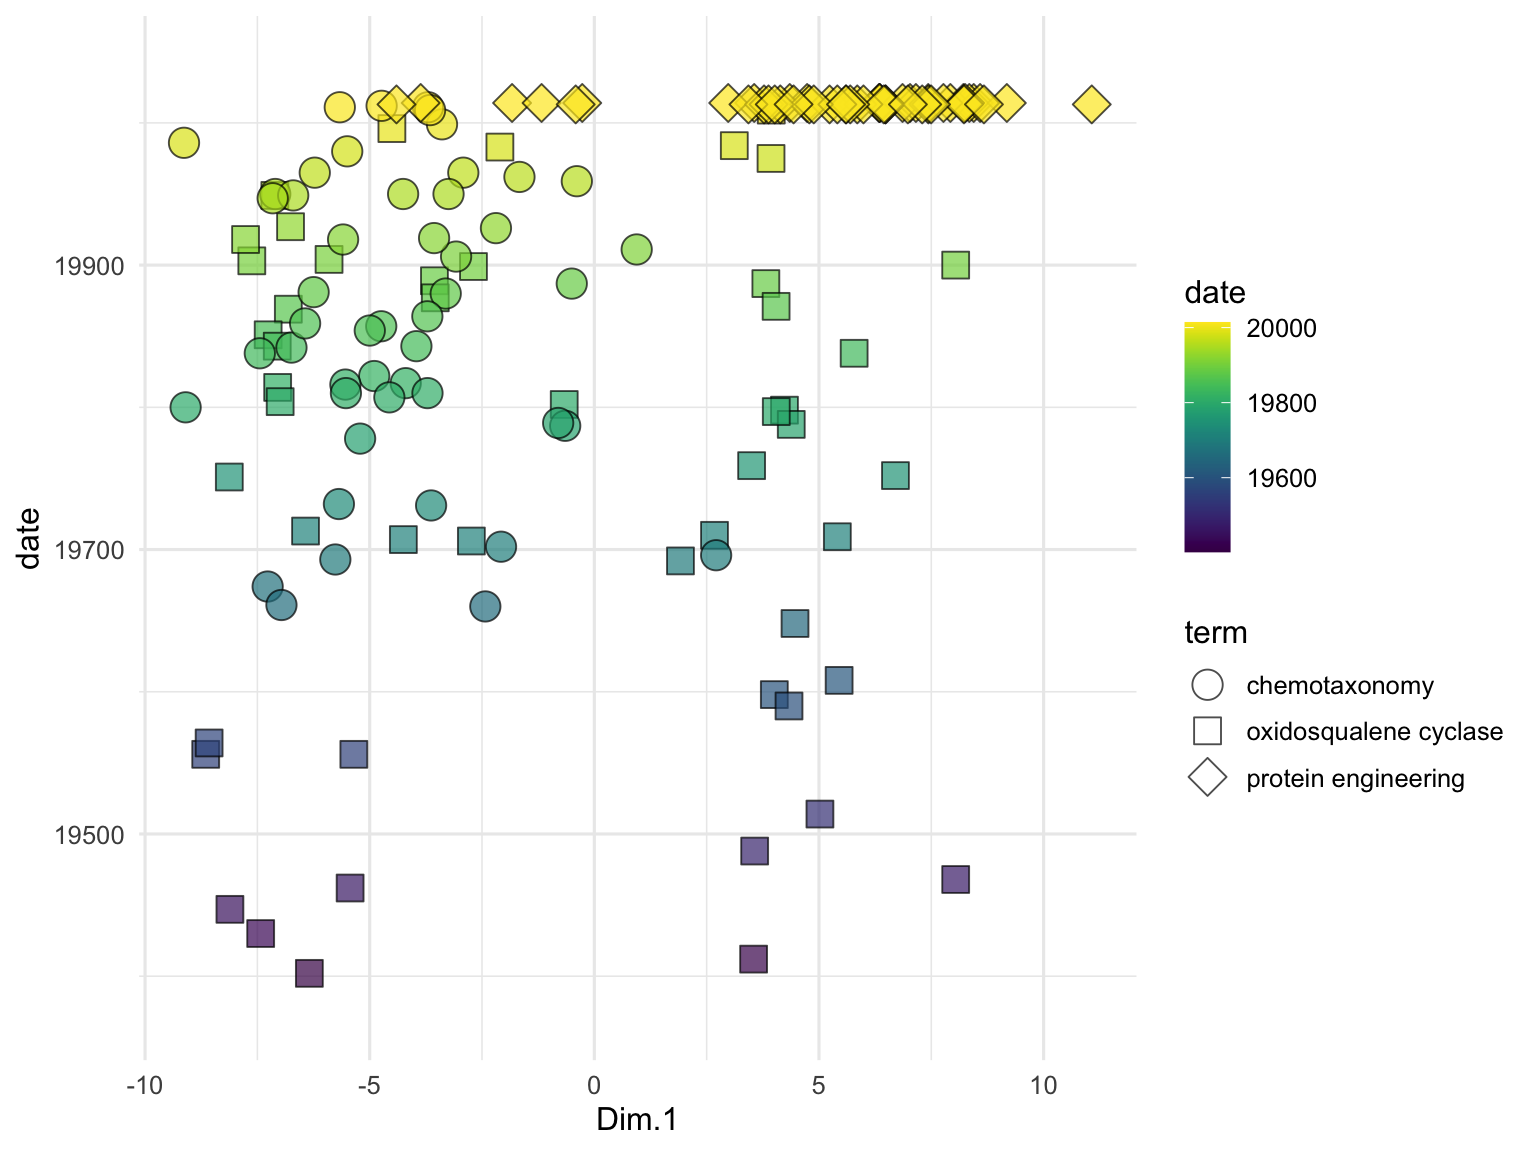 date
19900
19700
19500
-10
-5
0
5
10
Dim.1
date
20000
19800
19600
term
chemotaxonomy
oxidosqualene cyclase
protein engineering